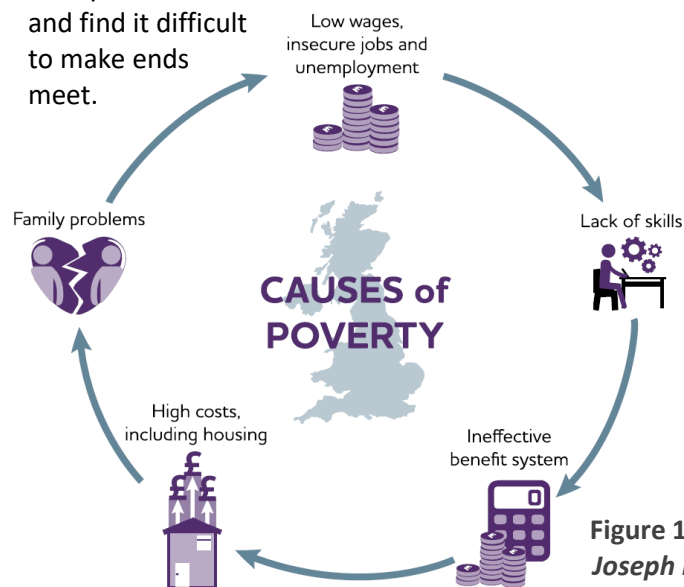 and find it difficult
to make ends
meet.
Low wages,
insecure jobs and
unemployment
£
£
£
Family problems
Lack of skills
CAUSES of
POVERTY
High costs,
including housing
£
£
£
Ineffective
benefit system
0
£
£
£
Figure 1
Joseph